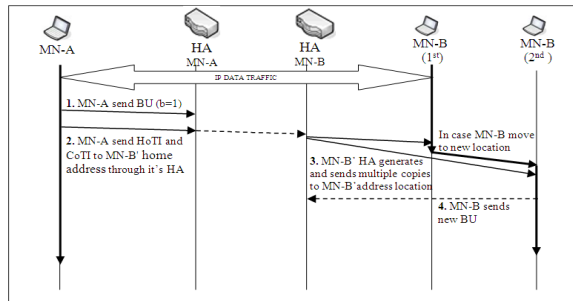 MN-A
HA
MN-A
HA
MN-B
MN-B
(1st)
MN-B
(2nd)
IP DATA TRAFFIC
1. MN-A send BU (b=1)
2. MN-A send HoTI and
CoTI to MN-B' home
address through it's HA
In case MN-B move
to new location
3. MN-B' HA generates
and sends multiple copies
to MN-B'address location
4. MN-B sends
new BU